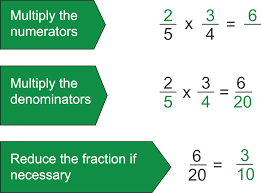 Multiply the
numerators
2/5 x 3/4 = 6
Multiply the
denominators
2/5 x 3/4 = 6/20
Reduce the fraction if
necessary
6/20 = 3/10